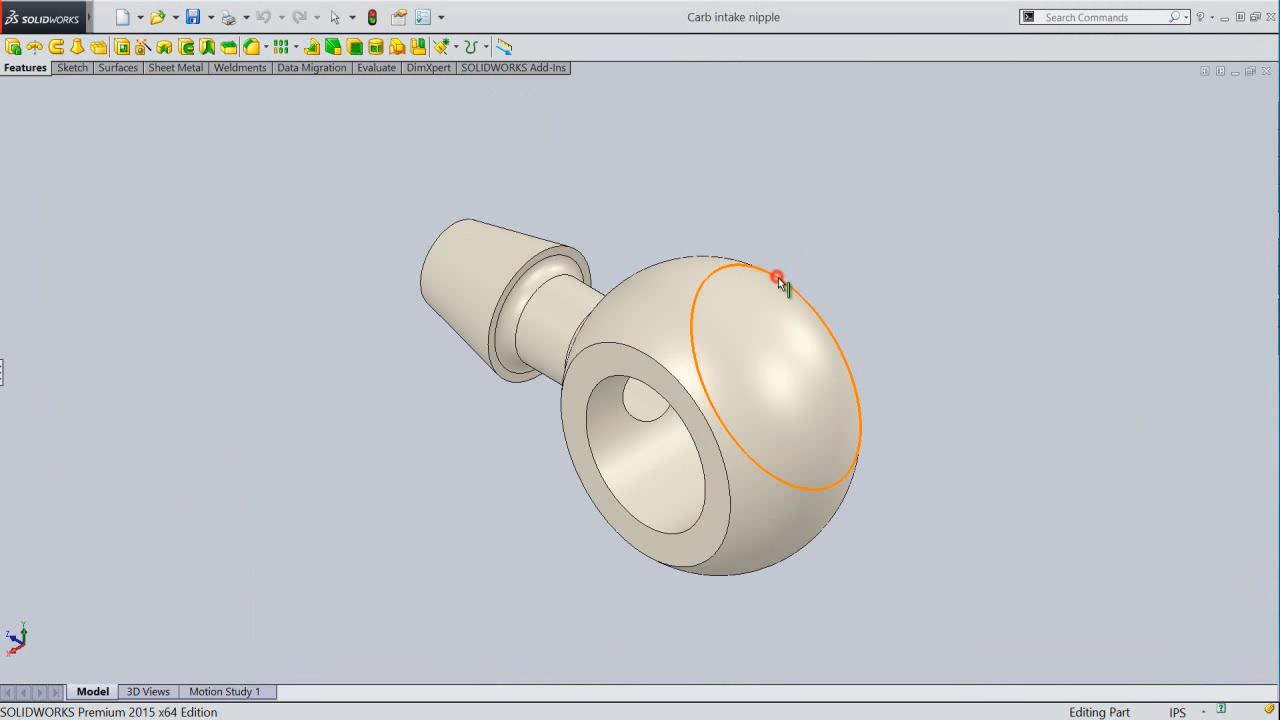 SOLIDWORKS
Carb intake nipple
Search Commands
Features
Sketch
Surfaces
Sheet Metal
Weldments
Data Migration
Evaluate
DimXpert
SOLIDWORKS Add-Ins
Y
Z
X
Model
3D Views
Motion Study 1
SOLIDWORKS Premium 2015 x64 Edition
Editing Part
IPS